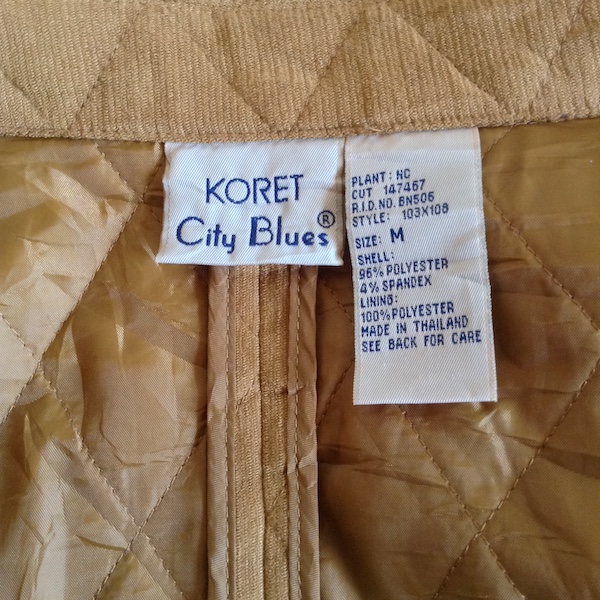 KORET
City Blues®
PLANT: NC
CUT 147467
R.I.D.NO. BN506
STYLE: 103X108
SIZE: M
SHELL:
96% POLYESTER
4% SPANDEX
LINING:
100% POLYESTER
MADE IN THAILAND
SEE BACK FOR CARE